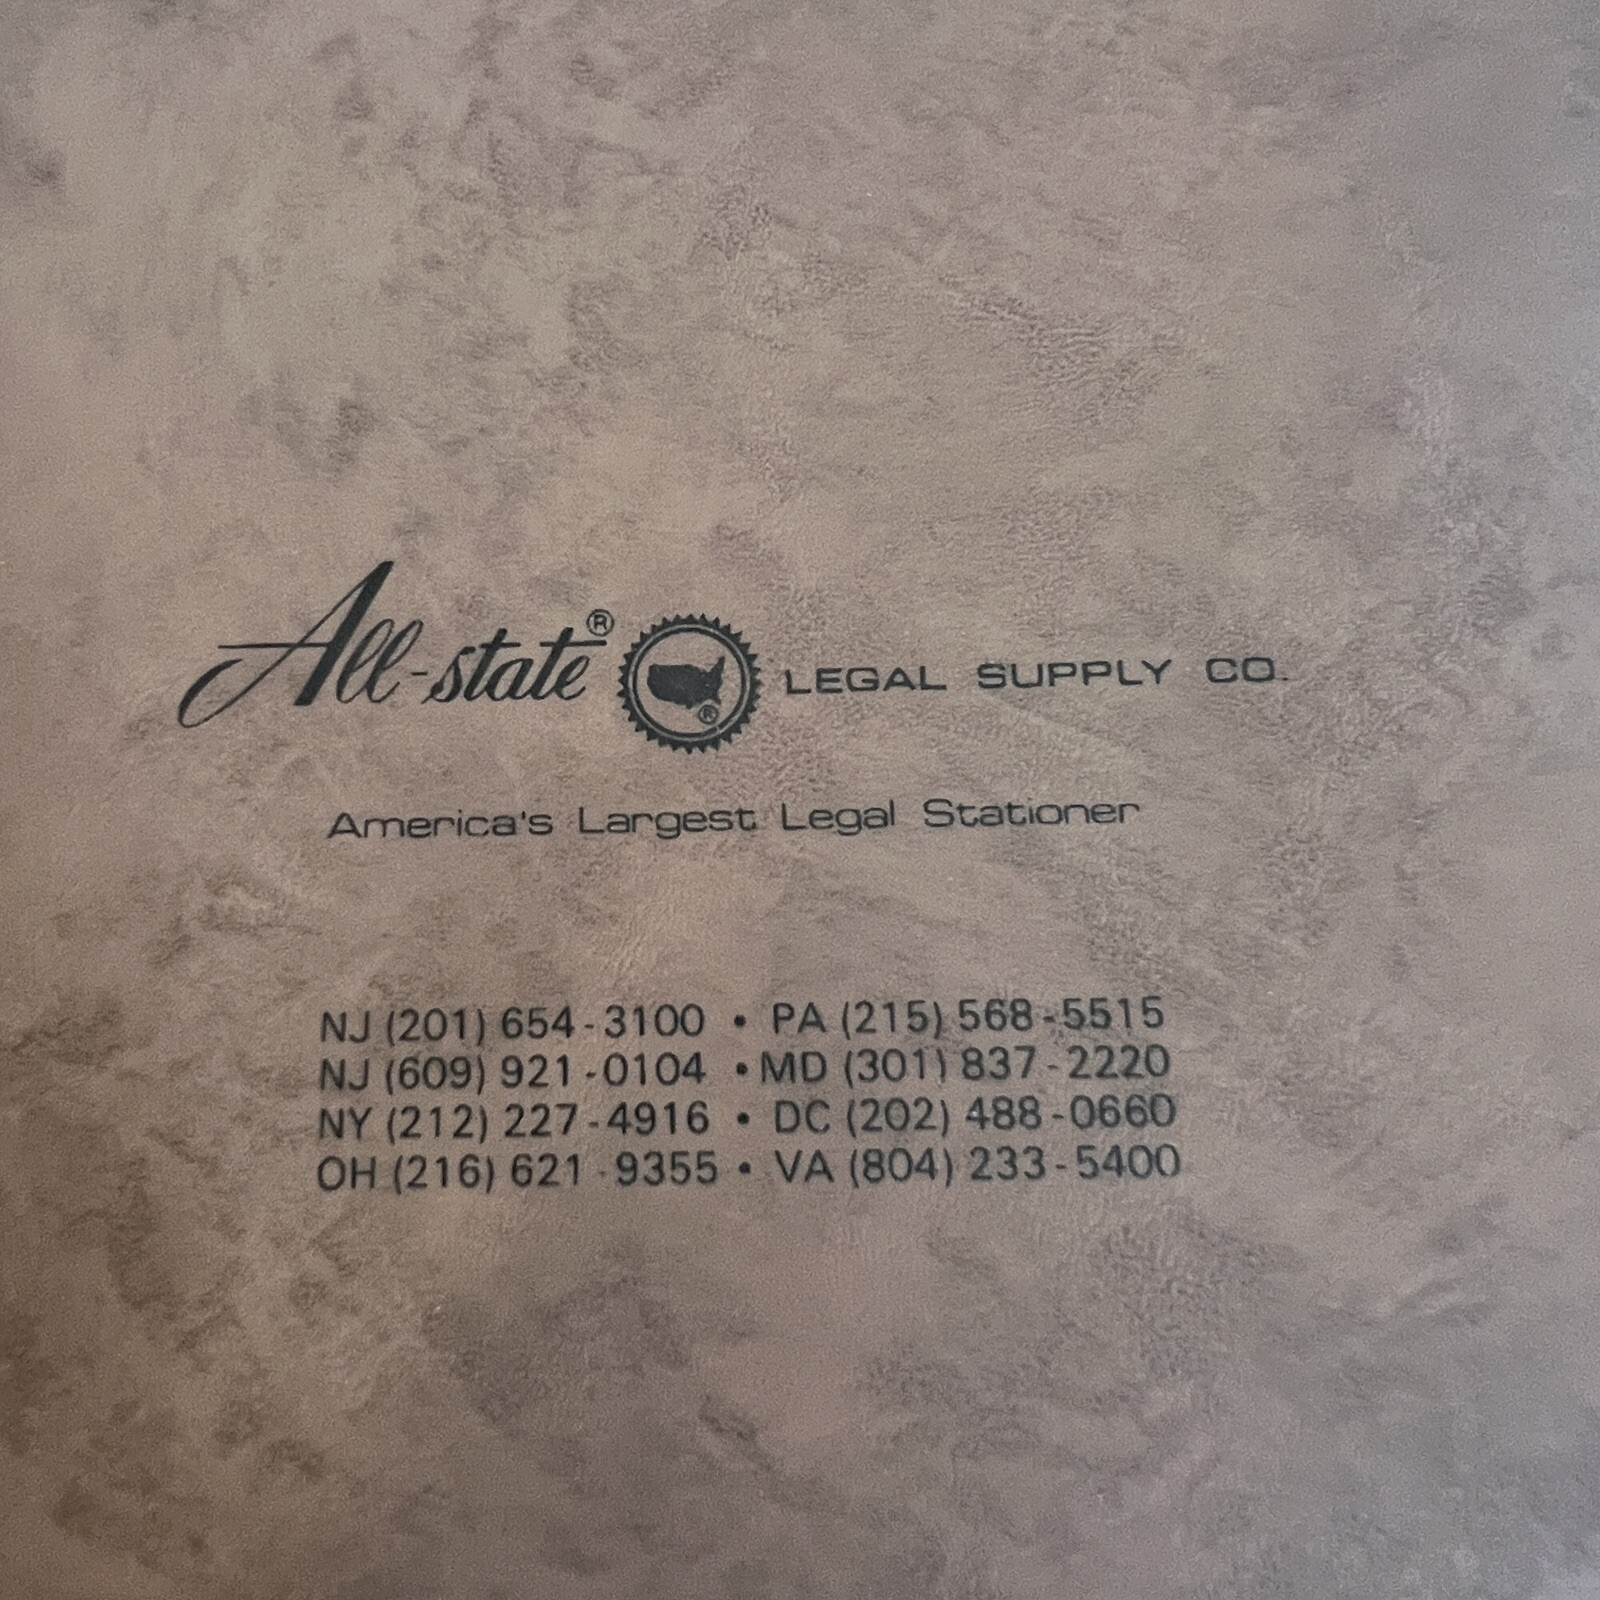 All-state® ® LEGAL SUPPLY CO.
America's Largest Legal Stationer
NJ (201) 654-3100 • PA (215) 568-5515
NJ (609) 921-0104 • MD (301) 837-2220
NY (212) 227-4916 • DC (202) 488-0660
OH (216) 621-9355 • VA (804) 233-5400